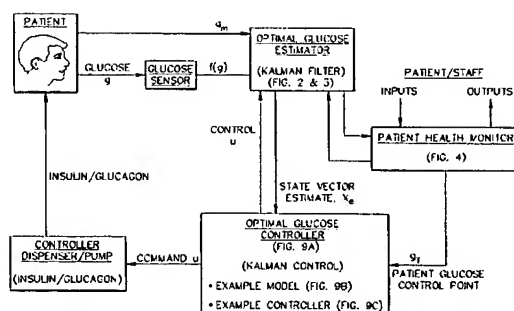 PATIENT
q_m
GLUCOSE
g
GLUCOSE
SENSOR
f(g)
OPTIMAL GLUCOSE
ESTIMATOR
(KALMAN FILTER)
(FIG. 2 & 3)
PATIENT/STAFF
INPUTS
OUTPUTS
PATIENT HEALTH MONITOR
(FIG. 4)
CONTROL
u
STATE VECTOR
ESTIMATE, X_e
INSULIN/GLUCAGON
OPTIMAL GLUCOSE
CONTROLLER
(FIG. 9A)
(KALMAN CONTROL)
• EXAMPLE MODEL (FIG. 9B)
• EXAMPLE CONTROLLER (FIG. 9C)
g_T
PATIENT GLUCOSE
CONTROL POINT
COMMAND u
CONTROLLER
DISPENSER/PUMP
(INSULIN/GLUCAGON)